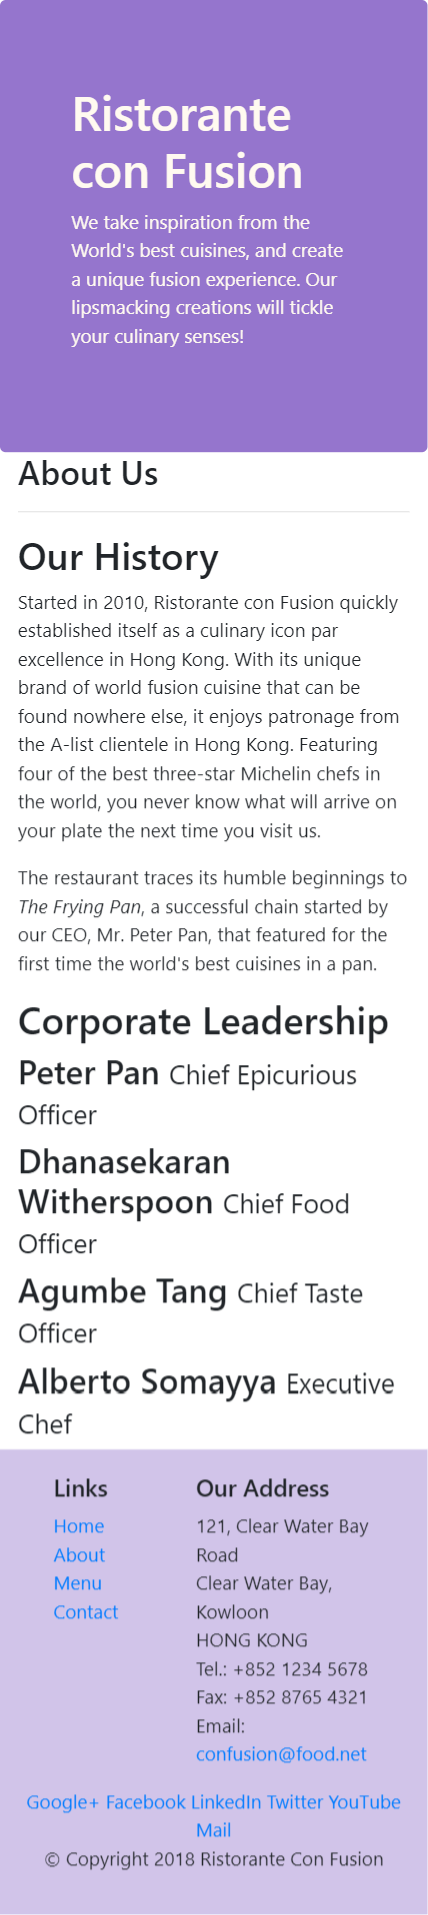 Ristorante
con Fusion
We take inspiration from the
World's best cuisines, and create
a unique fusion experience. Our
lipsmacking creations will tickle
your culinary senses!
About Us
Our History
Started in 2010, Ristorante con Fusion quickly
established itself as a culinary icon par
excellence in Hong Kong. With its unique
brand of world fusion cuisine that can be
found nowhere else, it enjoys patronage from
the A-list clientele in Hong Kong. Featuring
four of the best three-star Michelin chefs in
the world, you never know what will arrive on
your plate the next time you visit us.
The restaurant traces its humble beginnings to
The Frying Pan, a successful chain started by
our CEO, Mr. Peter Pan, that featured for the
first time the world's best cuisines in a pan.
Corporate Leadership
Peter Pan Chief Epicurious
Officer
Dhanasekaran
Witherspoon Chief Food
Officer
Agumbe Tang Chief Taste
Officer
Alberto Somayya Executive
Chef
Links
Home
About
Menu
Contact
Our Address
121, Clear Water Bay
Road
Clear Water Bay,
Kowloon
HONG KONG
Tel.: +852 1234 5678
Fax: +852 8765 4321
Email:
confusion@food.net
Google+ Facebook LinkedIn Twitter YouTube
Mail
© Copyright 2018 Ristorante Con Fusion